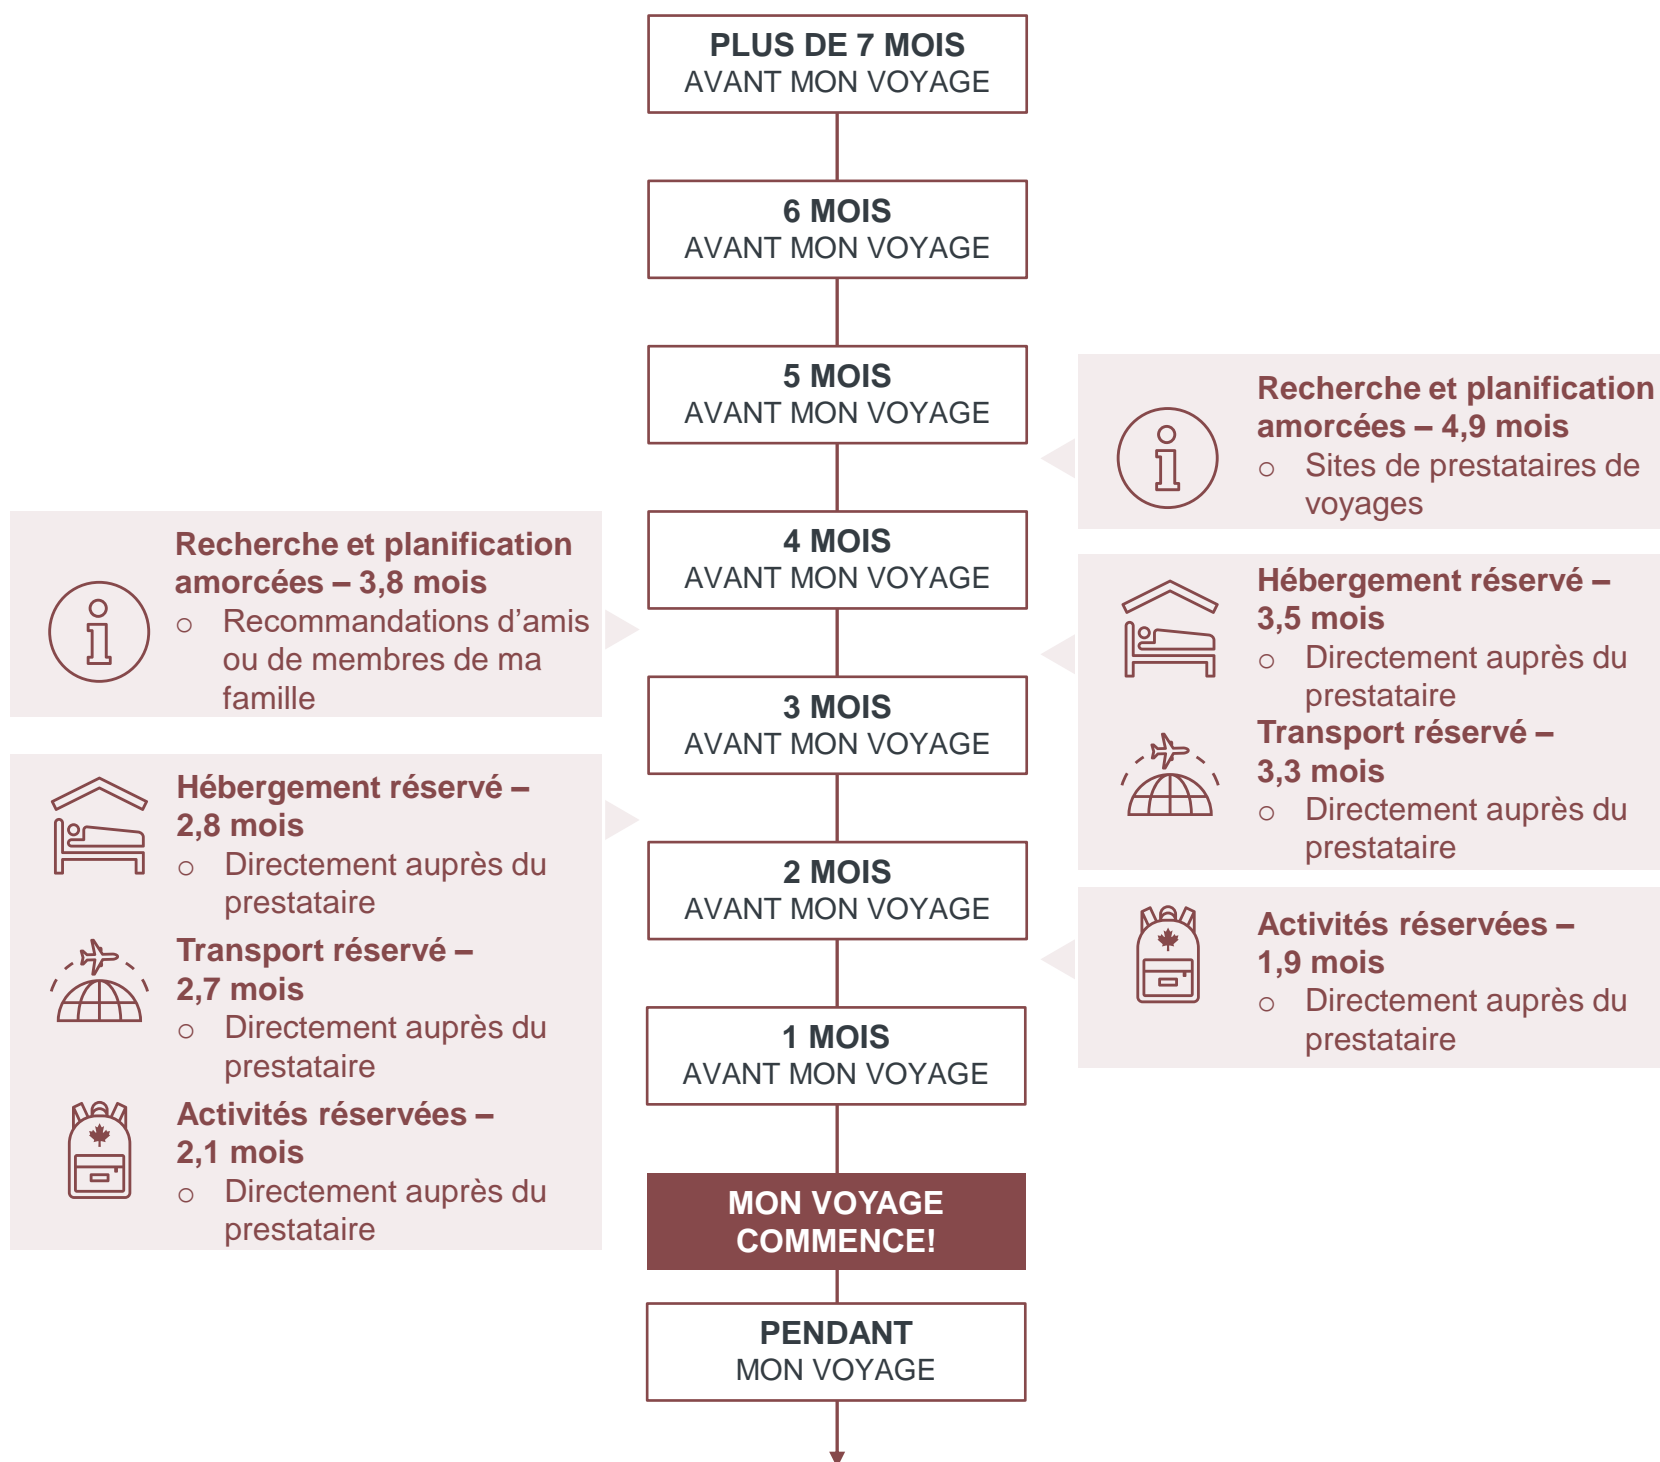 PLUS DE 7 MOIS
AVANT MON VOYAGE
6 MOIS
AVANT MON VOYAGE
5 MOIS
AVANT MON VOYAGE
4 MOIS
AVANT MON VOYAGE
3 MOIS
AVANT MON VOYAGE
2 MOIS
AVANT MON VOYAGE
1 MOIS
AVANT MON VOYAGE
MON VOYAGE
COMMENCE!
PENDANT
MON VOYAGE
Recherche et planification
amorcées – 3,8 mois
o Recommandations d’amis
ou de membres de ma
famille
Hébergement réservé –
2,8 mois
o Directement auprès du
prestataire
Transport réservé –
2,7 mois
o Directement auprès du
prestataire
Activités réservées –
2,1 mois
o Directement auprès du
prestataire
Recherche et planification
amorcées – 4,9 mois
o Sites de prestataires de
voyages
Hébergement réservé –
3,5 mois
o Directement auprès du
prestataire
Transport réservé –
3,3 mois
o Directement auprès du
prestataire
Activités réservées –
1,9 mois
o Directement auprès du
prestataire